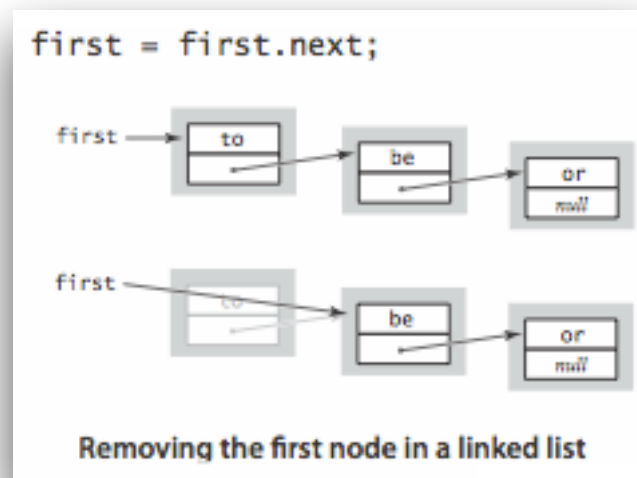 first = first.next;
first
to
be
or
null
first
to
be
or
null
Removing the first node in a linked list